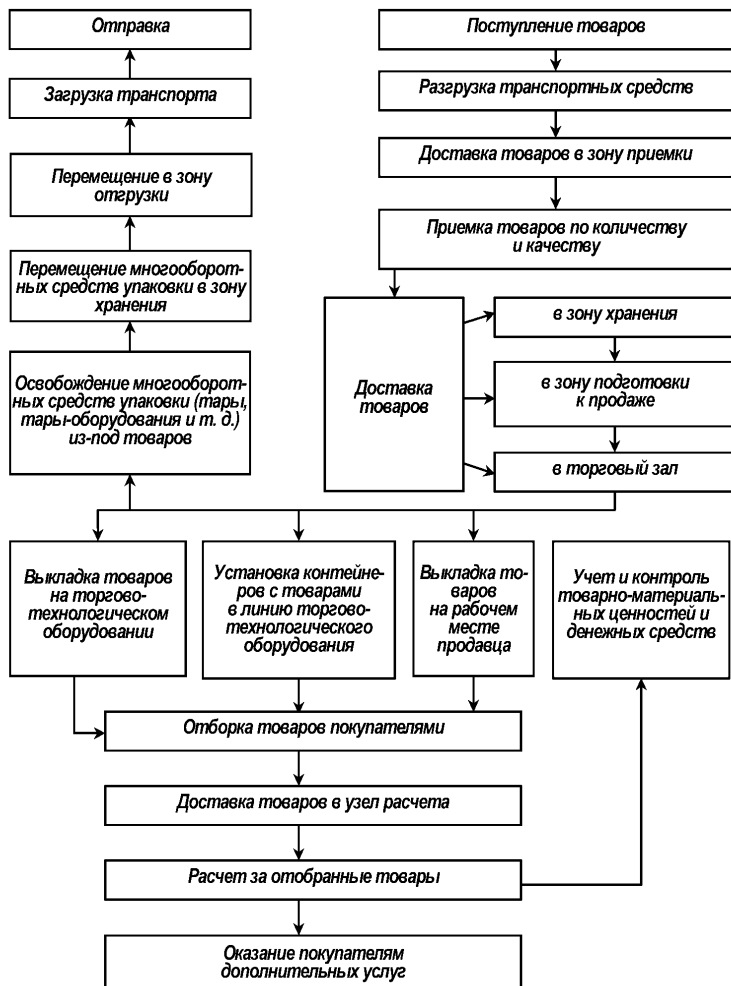 Отправка
Загрузка транспорта
Перемещение в зону
отгрузки
Перемещение многооборот-
ных средств упаковки в зону
хранения
Освобождение многооборот-
ных средств упаковки (тары,
тары-оборудования и т. д.)
из-под товаров
Поступление товаров
Разгрузка транспортных средств
Доставка товаров в зону приемки
Приемка товаров по количеству
и качеству
Доставка
товаров
в зону хранения
в зону подготовки
к продаже
в торговый зал
Выкладка товаров
на торгово-
технологическом
оборудовании
Установка контейне-
ров с товарами
в линию торгово-
технологического
оборудования
Выкладка то-
варов
на рабочем
месте
продавца
Учет и контроль
товарно-материаль-
ных ценностей и
денежных средств
Отборка товаров покупателями
Доставка товаров в узел расчета
Расчет за отобранные товары
Оказание покупателям
дополнительных услуг